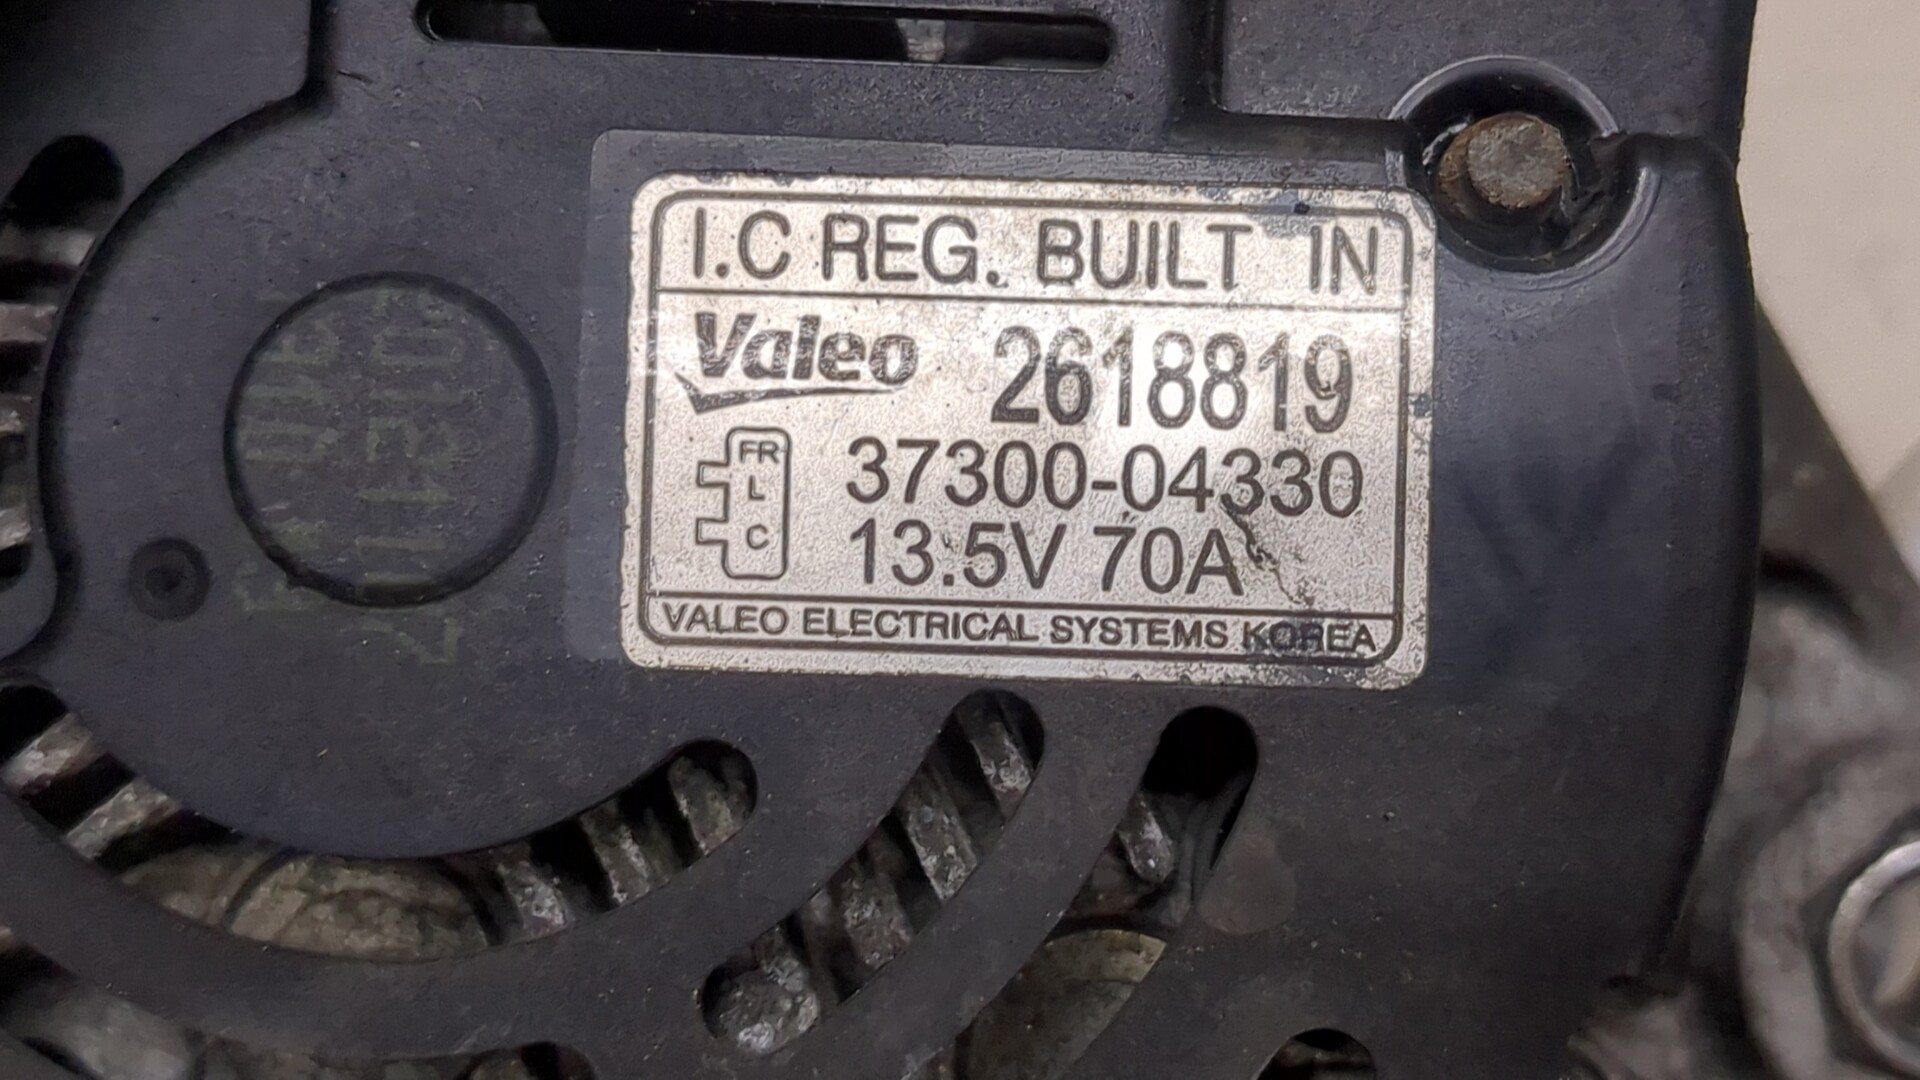 I.C REG. BUILT IN
Valeo 2618819
FR
L
C
37300-04330
13.5V 70A
VALEO ELECTRICAL SYSTEMS KOREA